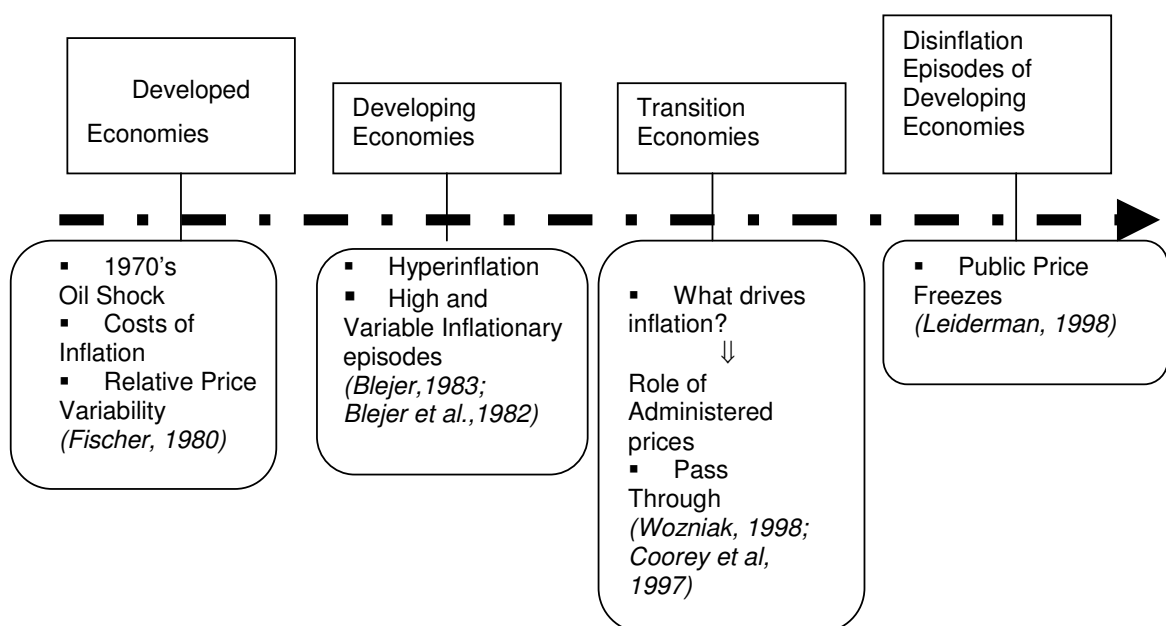 Developed
Economies
Developing
Economies
Transition
Economies
Disinflation
Episodes of
Developing
Economies
▪ 1970's
Oil Shock
▪ Costs of
Inflation
▪ Relative Price
Variability
(Fischer, 1980)
▪ Hyperinflation
▪ High and
Variable Inflationary
episodes
(Blejer,1983;
Blejer et al.,1982)
▪ What drives
inflation?
⇓
Role of
Administered
prices
▪ Pass
Through
(Wozniak, 1998;
Coorey et al,
1997)
▪ Public Price
Freezes
(Leiderman, 1998)